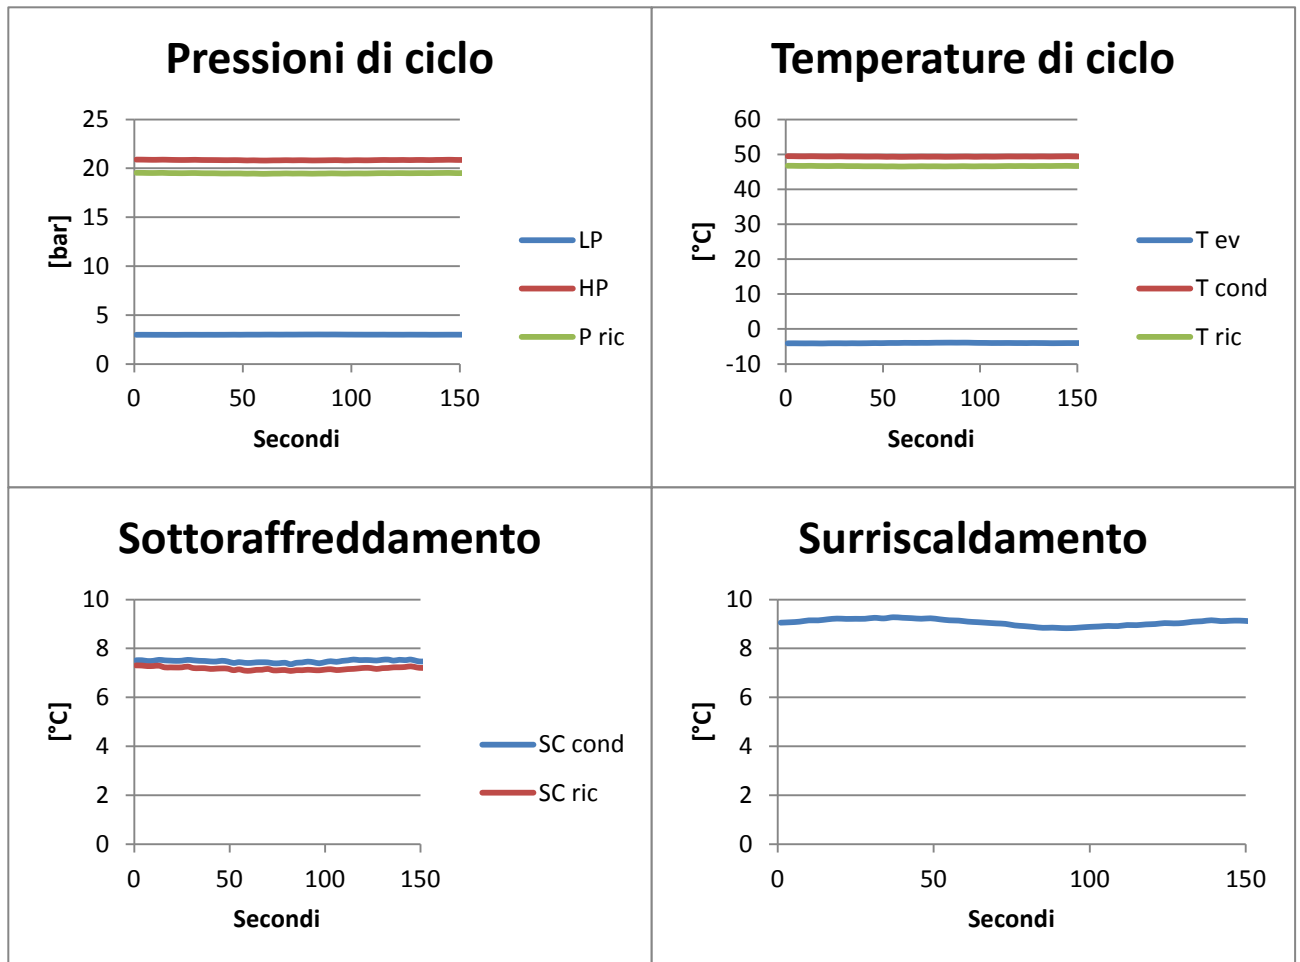 Pressioni di ciclo
25
20
15
10
5
0
[bar]
0 50 100 150
Secondi
LP
HP
P ric
Temperature di ciclo
60
50
40
30
20
10
0
-10
[°C]
0 50 100 150
Secondi
T ev
T cond
T ric
Sottoraffreddamento
10
8
6
4
2
0
[°C]
0 50 100 150
Secondi
SC cond
SC ric
Surriscaldamento
10
8
6
4
2
0
[°C]
0 50 100 150
Secondi